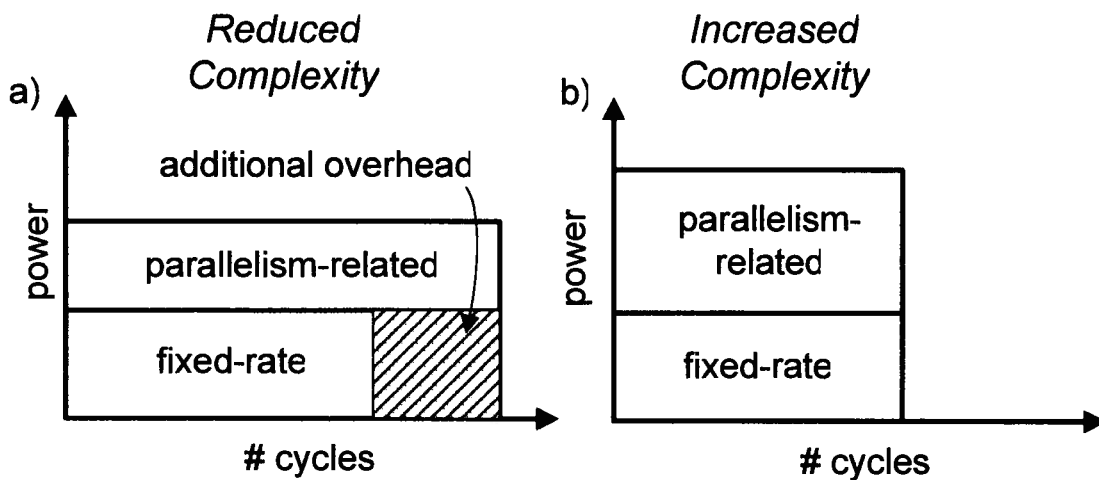 Reduced
Complexity
a)
additional overhead
power
parallelism-related
fixed-rate
# cycles
Increased
Complexity
b)
power
parallelism-
related
fixed-rate
# cycles